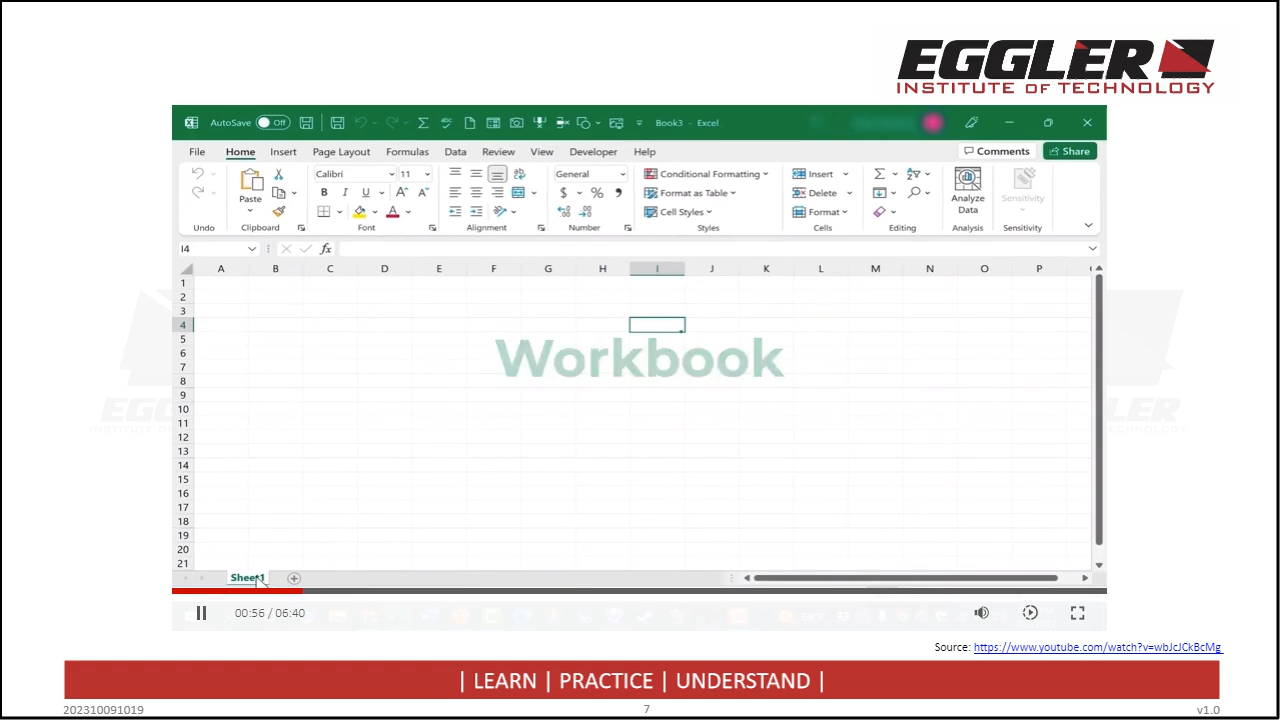 EGGLER
INSTITUTE OF TECHNOLOGY
AutoSave Off Book3 - Excel
File Home Insert Page Layout Formulas Data Review View Developer Help Comments Share
Calibri 11 General Conditional Formatting Insert
Paste B I U $ % Format as Table Delete Analyze Data Sensitivity
Cell Styles Format
Undo Clipboard Font Alignment Number Styles Cells Editing Analysis Sensitivity
I4 fx
A B C D E F G H I J K L M N O P
1
2
3
4
5
6
7
8
9
10
11
12
13
14
15
16
17
18
19
20
21
Workbook
Sheet1
00:56 / 06:40
Source: https://www.youtube.com/watch?v=wbJcJCkBcMg
| LEARN | PRACTICE | UNDERSTAND |
202310091019 7 v1.0